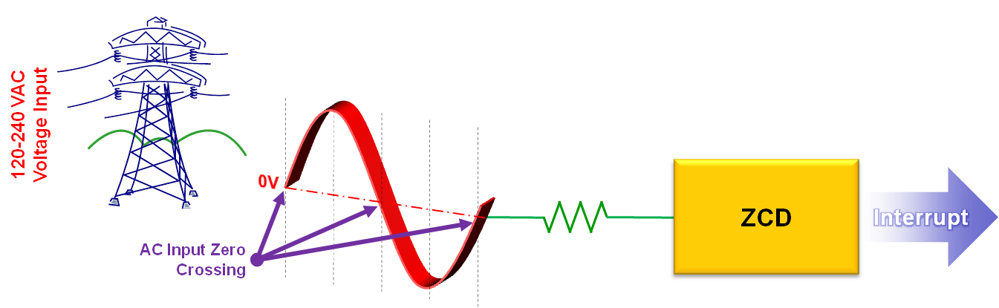 120-240 VAC
Voltage Input
0V
AC Input Zero
Crossing
ZCD
Interrupt